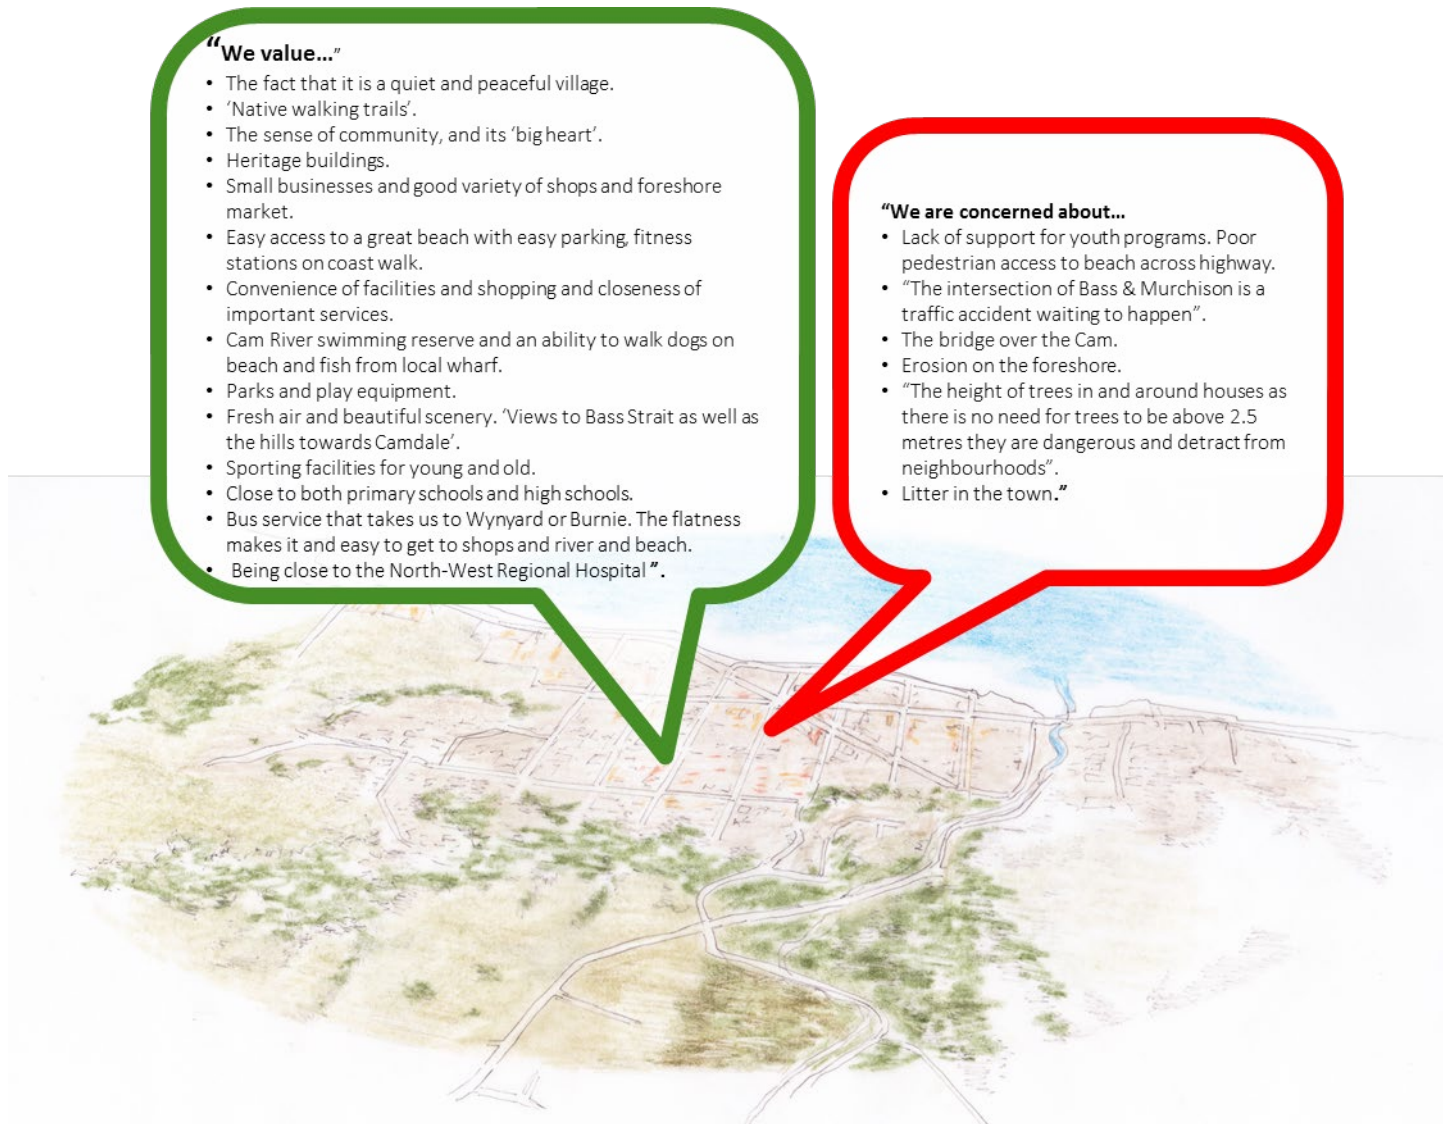 “We value...”
• The fact that it is a quiet and peaceful village.
• ‘Native walking trails’.
• The sense of community, and its ‘big heart’.
• Heritage buildings.
• Small businesses and good variety of shops and foreshore
market.
• Easy access to a great beach with easy parking, fitness
stations on coast walk.
• Convenience of facilities and shopping and closeness of
important services.
• Cam River swimming reserve and an ability to walk dogs on
beach and fish from local wharf.
• Parks and play equipment.
• Fresh air and beautiful scenery. ‘Views to Bass Strait as well as
the hills towards Camdale’.
• Sporting facilities for young and old.
• Close to both primary schools and high schools.
• Bus service that takes us to Wynyard or Burnie. The flatness
makes it and easy to get to shops and river and beach.
• Being close to the North-West Regional Hospital ”.
“We are concerned about...
• Lack of support for youth programs. Poor
pedestrian access to beach across highway.
• “The intersection of Bass & Murchison is a
traffic accident waiting to happen”.
• The bridge over the Cam.
• Erosion on the foreshore.
• “The height of trees in and around houses as
there is no need for trees to be above 2.5
metres they are dangerous and detract from
neighbourhoods”.
• Litter in the town.”